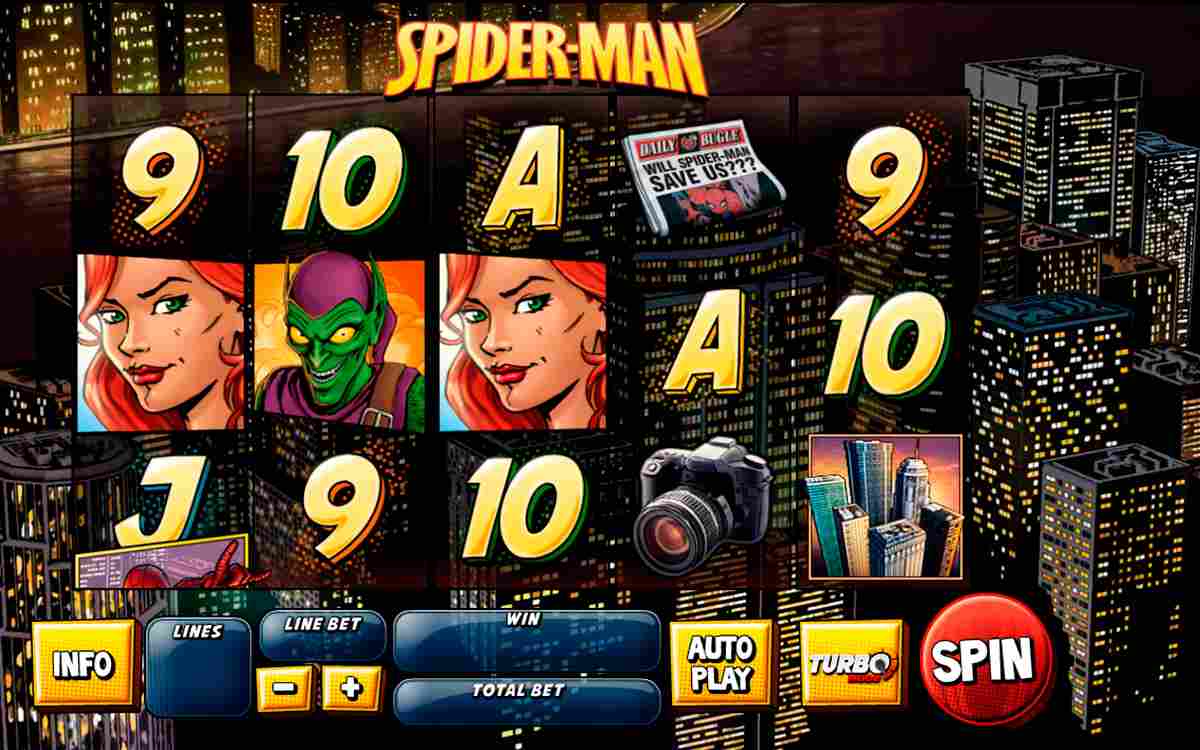 SPIDER-MAN
9 10 A 9
DAILY BUGLE
WILL SPIDER-MAN
SAVE US???
A 10
J 9 10
INFO
LINES
LINE BET
- +
WIN
TOTAL BET
AUTO
PLAY
TURBO
SPIN